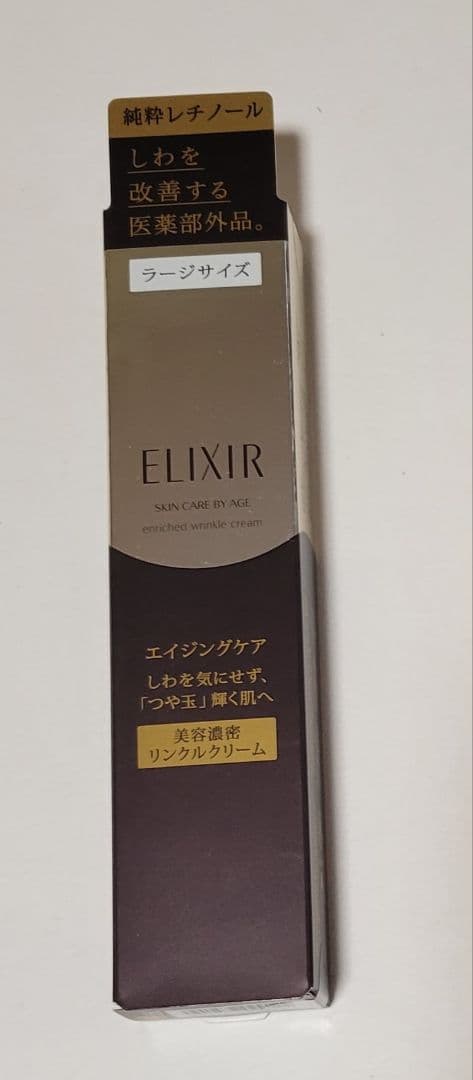 純粋レチノール
しわを
改善する
医薬部外品。
ラージサイズ
ELIXIR
SKIN CARE BY AGE
enriched wrinkle cream
エイジングケア
しわを気にせず、
「つや玉」輝く肌へ
美容濃密
リンクルクリーム